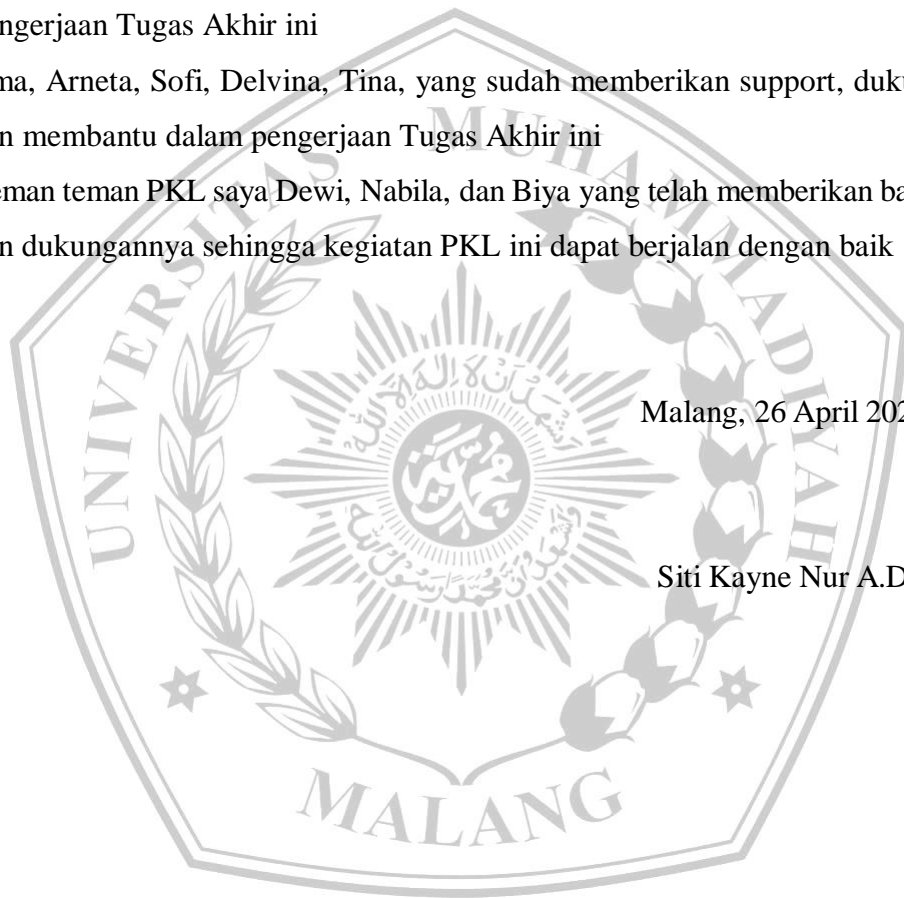 ngerjaan Tugas Akhir ini
ma, Arneta, Sofi, Delvina, Tina, yang sudah memberikan support, duku
n membantu dalam pengerjaan Tugas Akhir ini
eman teman PKL saya Dewi, Nabila, dan Biya yang telah memberikan ba
n dukungannya sehingga kegiatan PKL ini dapat berjalan dengan baik
Malang, 26 April 202
Siti Kayne Nur A.D
UNIVERSITAS MUHAMMADIYAH
MALANG